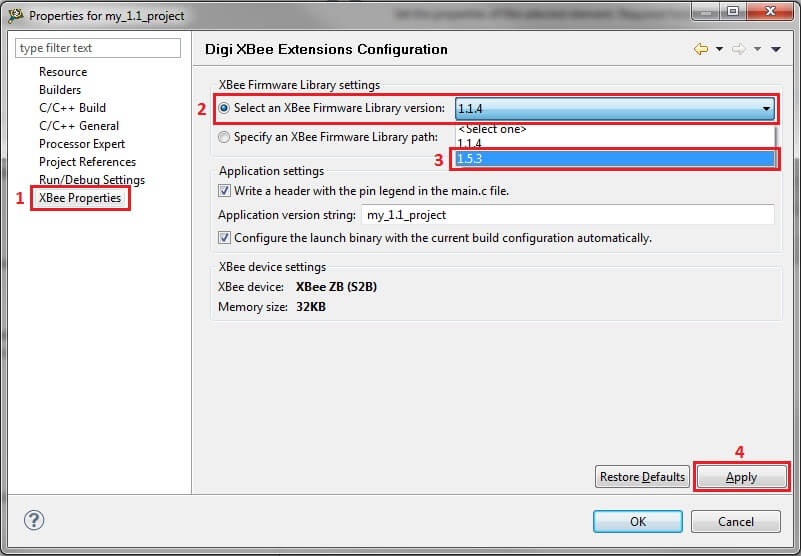 Properties for my_1.1_project
type filter text
Resource
Builders
C/C++ Build
C/C++ General
Processor Expert
Project References
Run/Debug Settings
1 XBee Properties
Digi XBee Extensions Configuration
XBee Firmware Library settings
2 Select an XBee Firmware Library version: 1.1.4
<Select one>
Specify an XBee Firmware Library path: 1.1.4
3 1.5.3
Application settings
Write a header with the pin legend in the main.c file.
Application version string: my_1.1_project
Configure the launch binary with the current build configuration automatically.
XBee device settings
XBee device: XBee ZB (S2B)
Memory size: 32KB
4
Restore Defaults Apply
? OK Cancel